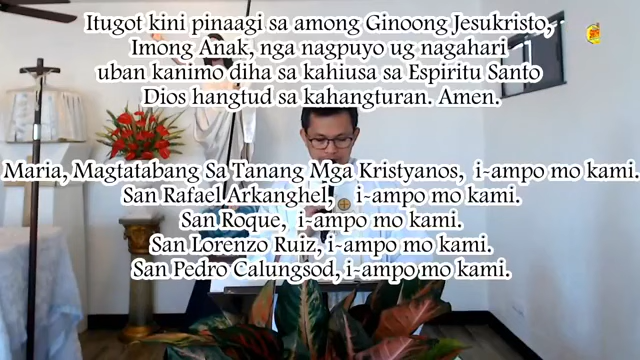 Itugot kini pinaagi sa among Ginoong Jesukristo,
Imong Anak, nga nagpuyo ug nagahari
uban kanimo diha sa kahiusa sa Espiritu Santo
Dios hangtud sa kahangturan. Amen.
Maria, Magtatabang Sa Tanang Mga Kristyanos, i-ampo mo kami.
San Rafael Arkanghel, i-ampo mo kami.
San Roque, i-ampo mo kami.
San Lorenzo Ruiz, i-ampo mo kami.
San Pedro Calungsod, i-ampo mo kami.